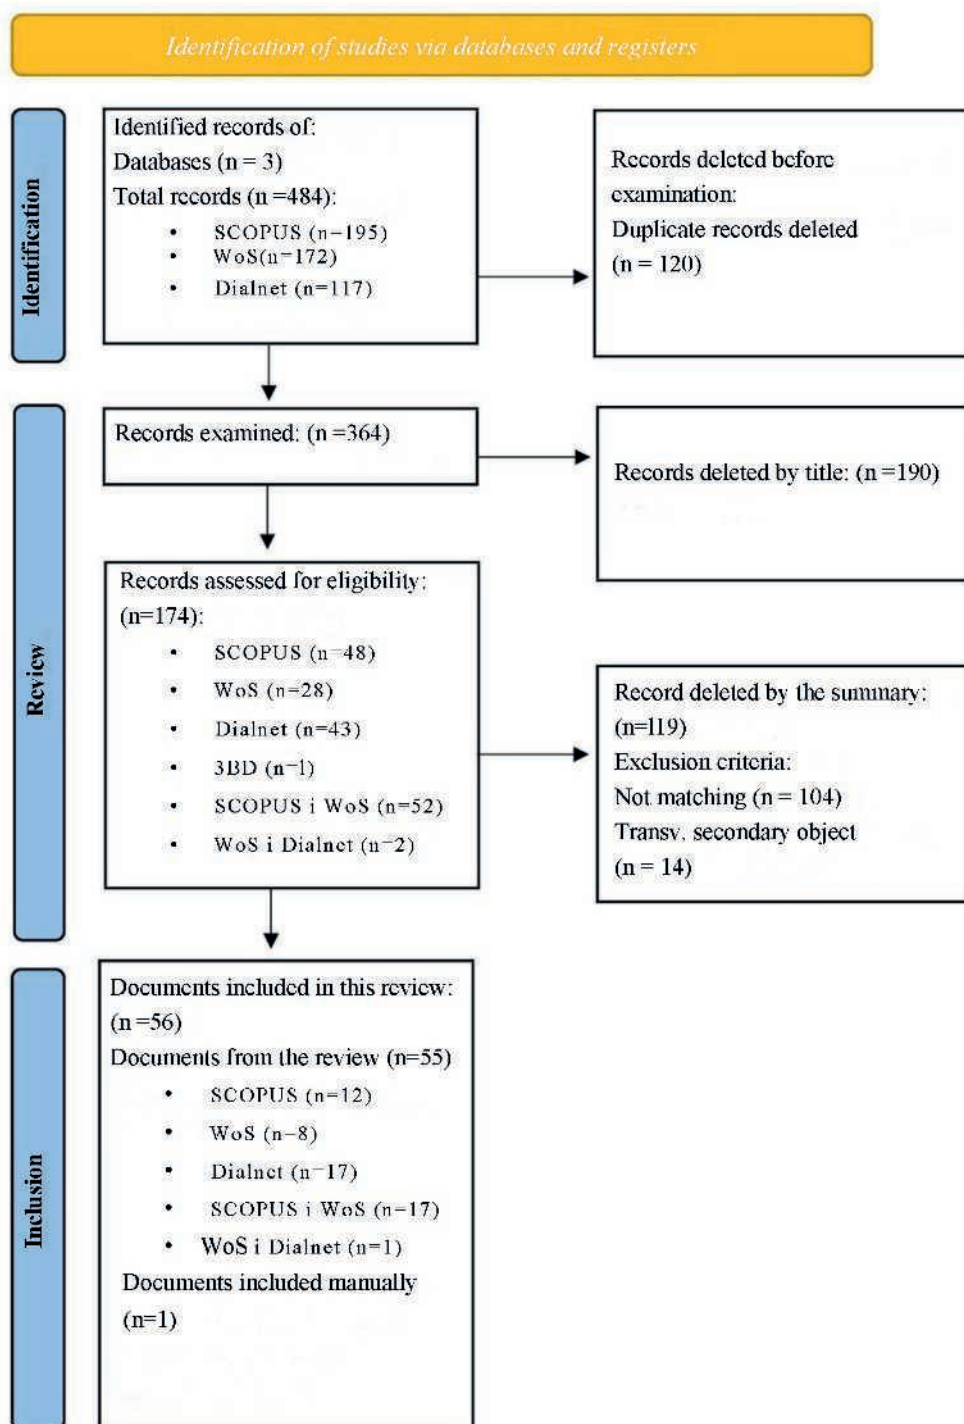 Identification of studies via databases and registers
Identification
Identified records of:
Databases (n = 3)
Total records (n =484):
• SCOPUS (n=195)
• WoS(n=172)
• Dialnet (n=117)
Records deleted before
examination:
Duplicate records deleted
(n = 120)
Review
Records examined: (n =364)
Records deleted by title: (n =190)
Records assessed for eligibility:
(n=174):
• SCOPUS (n=48)
• WoS (n=28)
• Dialnet (n=43)
• 3BD (n=1)
• SCOPUS i WoS (n=52)
• WoS i Dialnet (n=2)
Record deleted by the summary:
(n=119)
Exclusion criteria:
Not matching (n = 104)
Transv. secondary object
(n = 14)
Inclusion
Documents included in this review:
(n =56)
Documents from the review (n=55)
• SCOPUS (n=12)
• WoS (n=8)
• Dialnet (n=17)
• SCOPUS i WoS (n=17)
• WoS i Dialnet (n=1)
Documents included manually
(n=1)